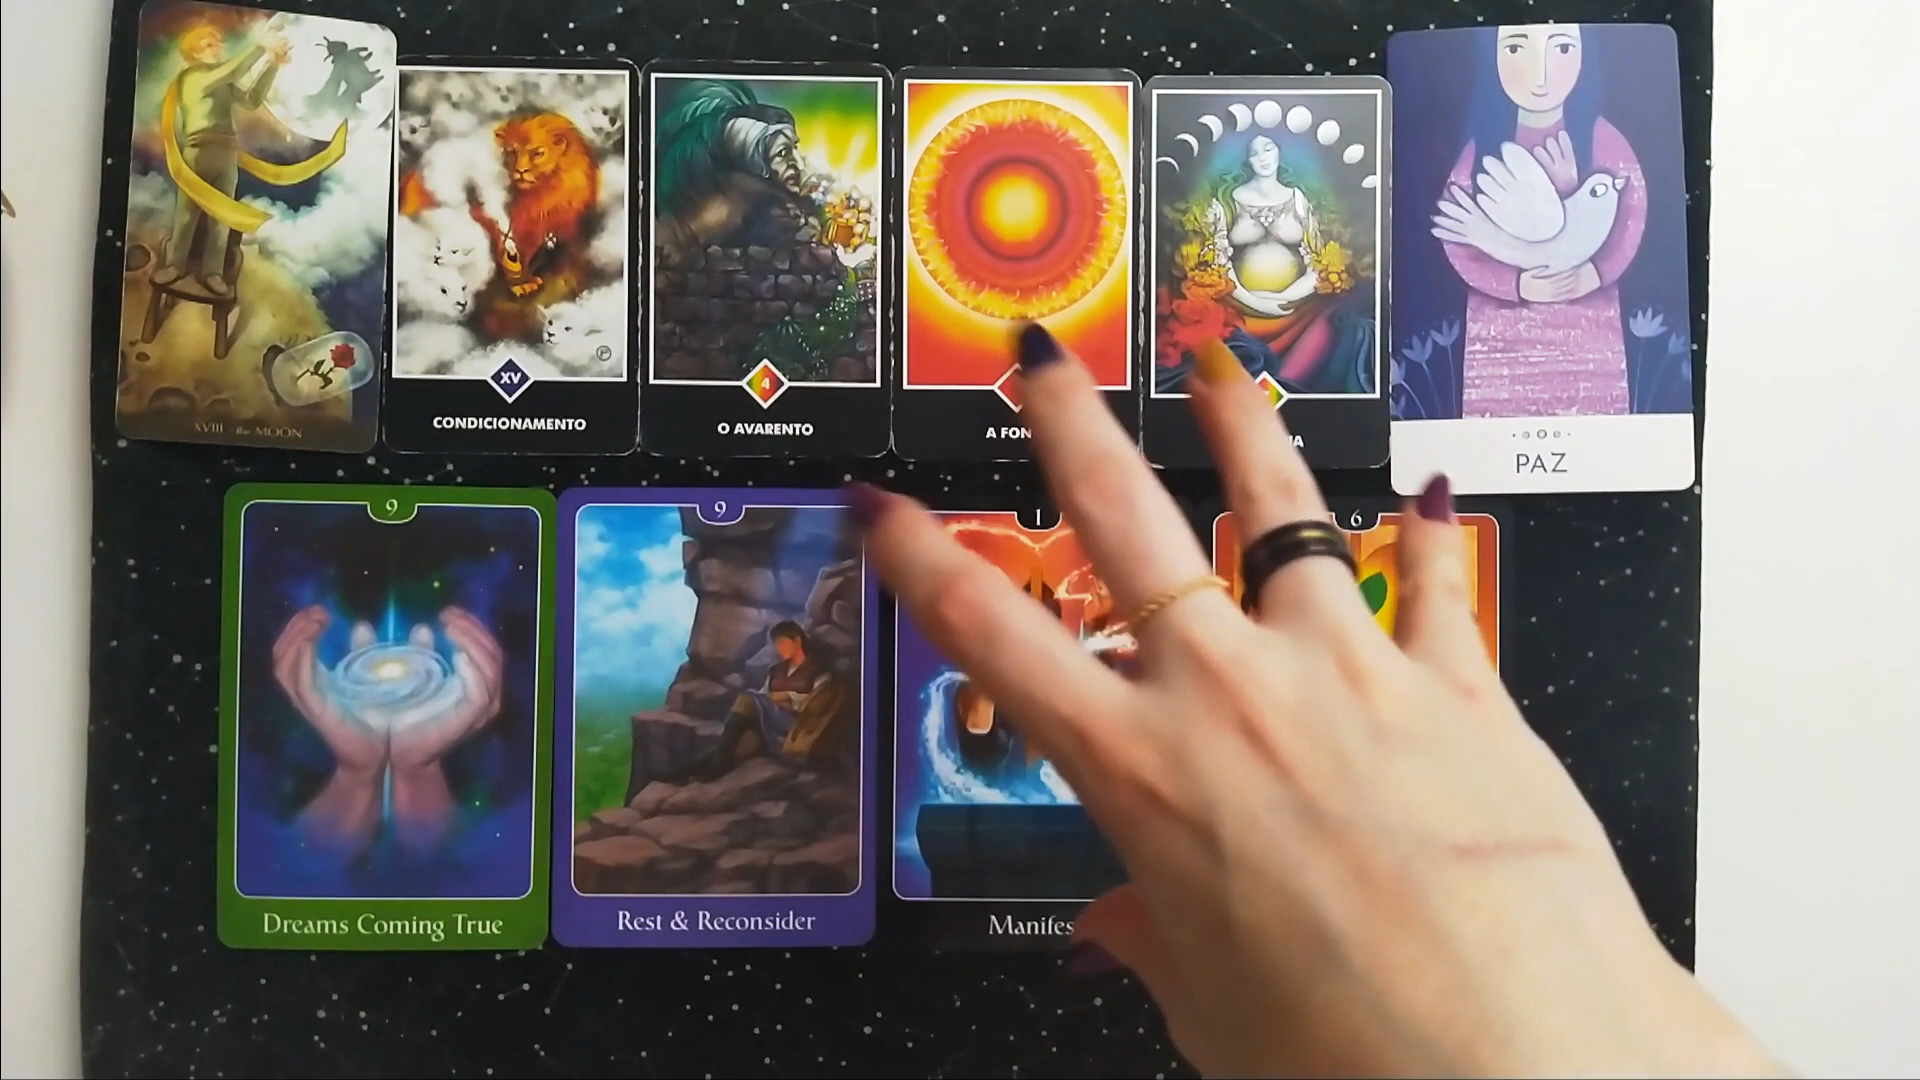 XVIII - the MOON
XV
CONDICIONAMENTO
4
O AVARENTO
A FON
PAZ
9
Dreams Coming True
9
Rest & Reconsider
1
Manifes
6